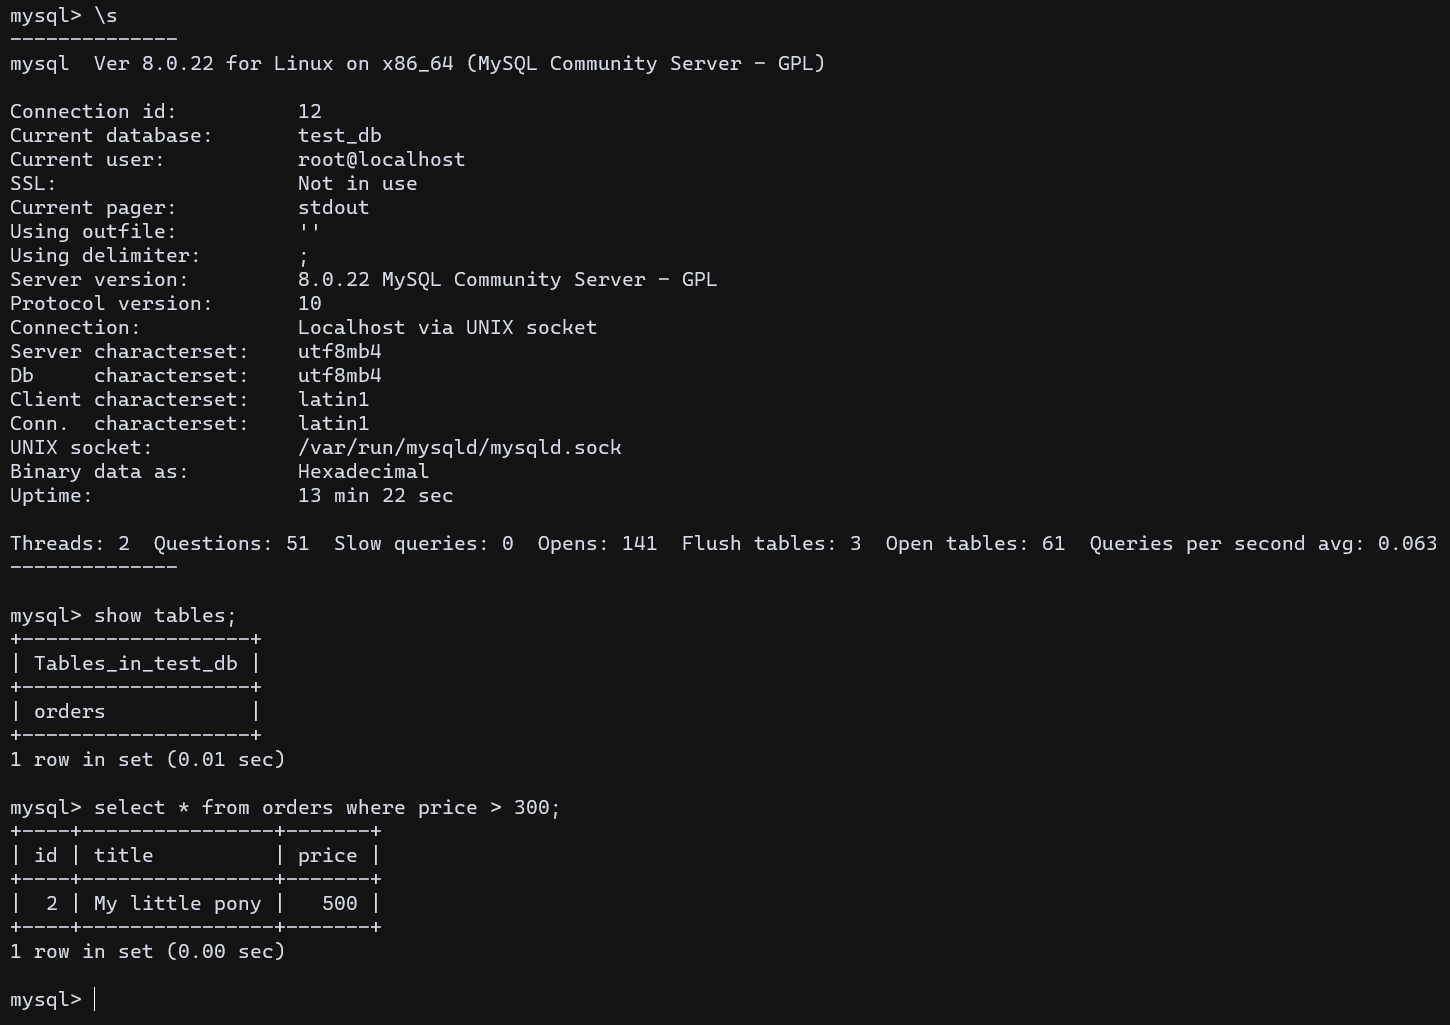 mysql> \s
--------------
mysql  Ver 8.0.22 for Linux on x86_64 (MySQL Community Server - GPL)

Connection id:          12
Current database:       test_db
Current user:           root@localhost
SSL:                    Not in use
Current pager:          stdout
Using outfile:          ''
Using delimiter:        ;
Server version:         8.0.22 MySQL Community Server - GPL
Protocol version:       10
Connection:             Localhost via UNIX socket
Server characterset:    utf8mb4
Db     characterset:    utf8mb4
Client characterset:    latin1
Conn.  characterset:    latin1
UNIX socket:            /var/run/mysqld/mysqld.sock
Binary data as:         Hexadecimal
Uptime:                 13 min 22 sec

Threads: 2  Questions: 51  Slow queries: 0  Opens: 141  Flush tables: 3  Open tables: 61  Queries per second avg: 0.063
--------------

mysql> show tables;
+-------------------+
| Tables_in_test_db |
+-------------------+
| orders            |
+-------------------+
1 row in set (0.01 sec)

mysql> select * from orders where price > 300;
+----+----------------+-------+
| id | title          | price |
+----+----------------+-------+
|  2 | My little pony |   500 |
+----+----------------+-------+
1 row in set (0.00 sec)

mysql>